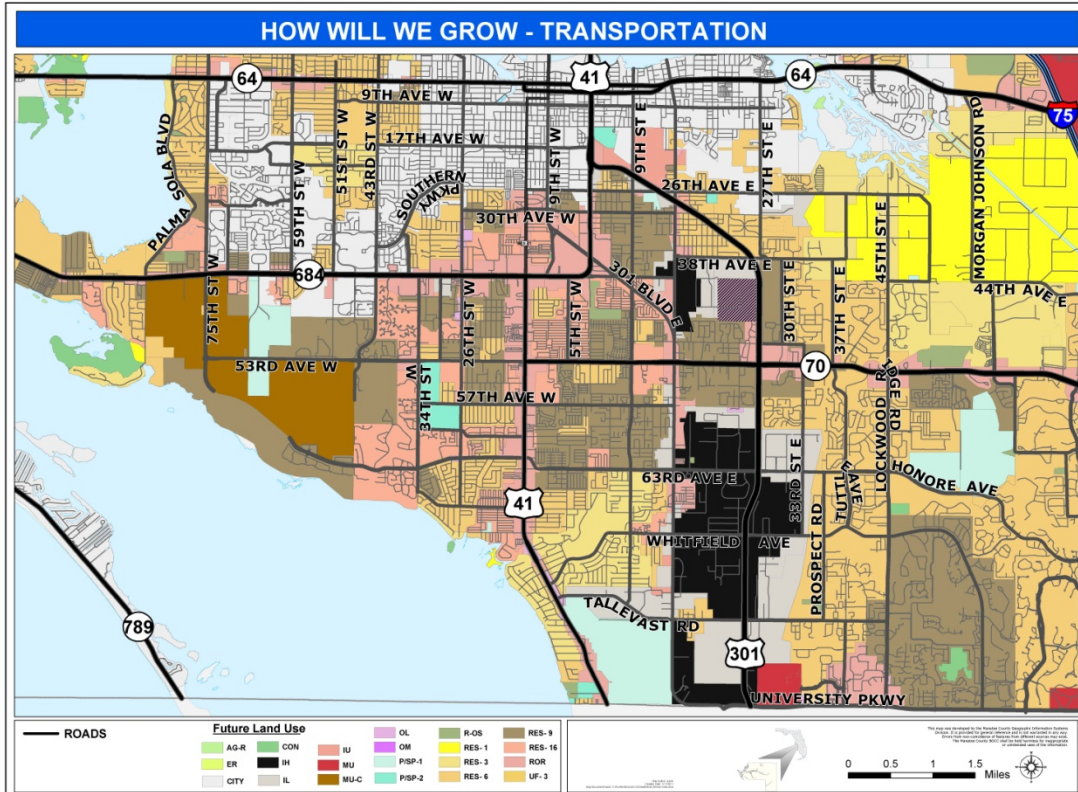 HOW WILL WE GROW - TRANSPORTATION
64
41
64
75
9TH AVE W
17TH AVE W
PALMA SOLA BLVD
59TH ST W
51ST ST W
43RD ST W
SOUTHERN PKWY
9TH ST W
9TH ST E
27TH ST E
MORGAN JOHNSON RD
26TH AVE E
30TH AVE W
684
75TH ST W
26TH ST W
5TH ST W
301 BLVD E
38TH AVE E
30TH ST E
37TH ST E
45TH ST E
44TH AVE E
53RD AVE W
70
34TH ST W
57TH AVE W
LOCKWOOD RIDGE RD
63RD AVE E
33RD ST E
TUTTLE AVE
HONORE AVE
41
WHITFIELD AVE
PROSPECT RD
TALLEVAST RD
789
301
UNIVERSITY PKWY
ROADS
Future Land Use
AG-R
ER
CITY
CON
IH
IL
IU
MU
MU-C
OL
OM
P/SP-1
P/SP-2
R-OS
RES- 1
RES- 3
RES- 6
RES- 9
RES- 16
ROR
UF- 3
0 0.5 1 1.5
Miles